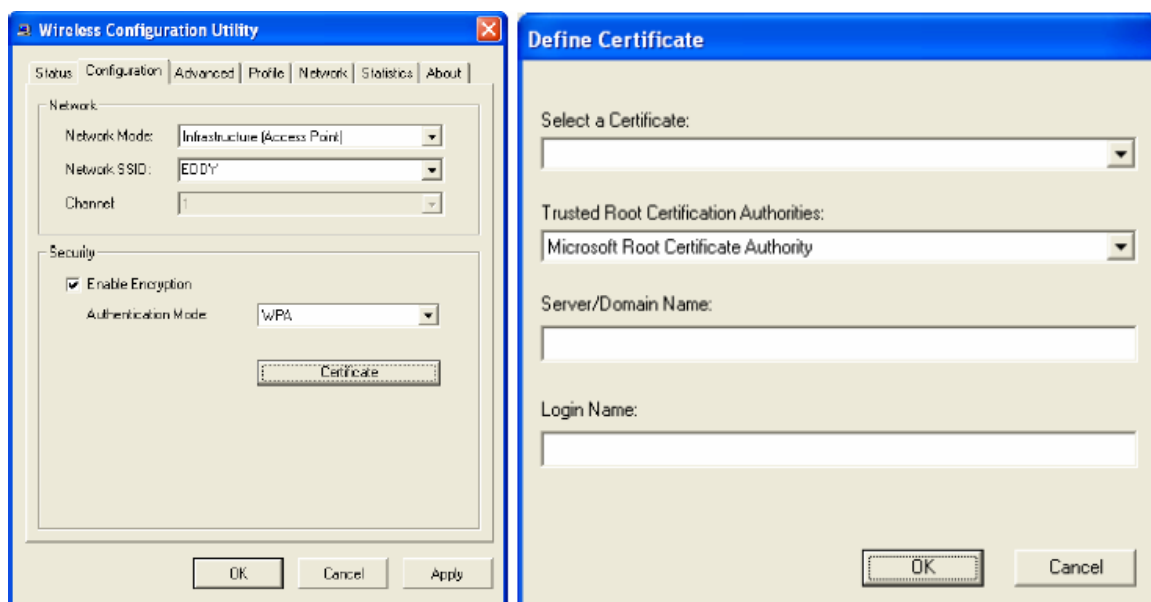 Wireless Configuration Utility
Status Configuration Advanced Profile Network Statistics About
Network
Network Mode: Infrastructure (Access Point)
Network SSID: EDDY
Channel: 1
Security
Enable Encryption
Authentication Mode: WPA
Certificate
OK Cancel Apply
Define Certificate
Select a Certificate:
Trusted Root Certification Authorities:
Microsoft Root Certificate Authority
Server/Domain Name:
Login Name:
OK Cancel